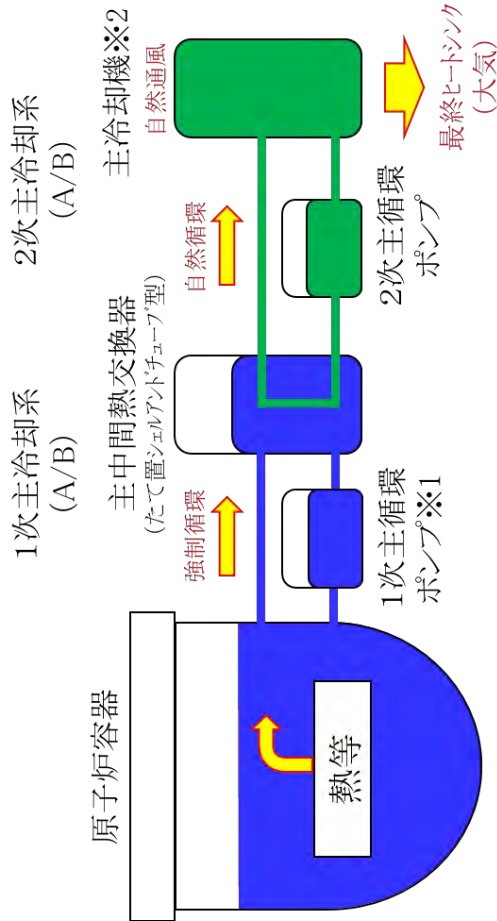 原子炉容器
熱等
1次主冷却系
(A/B)
主中間熱交換器
(たて置シェルアンドチューブ型)
強制循環
1次主循環
ポンプ※1
2次主冷却系
(A/B)
主冷却機※2
自然通風
自然循環
2次主循環
ポンプ
最終ヒートシンク
(大気)